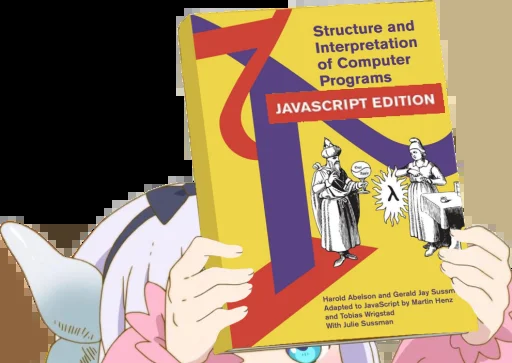 Structure and
Interpretation
of Computer
Programs
JAVASCRIPT EDITION
λ
Harold Abelson and Gerald Jay Sussm
Adapted to JavaScript by Martin Henz
and Tobias Wrigstad
With Julie Sussman